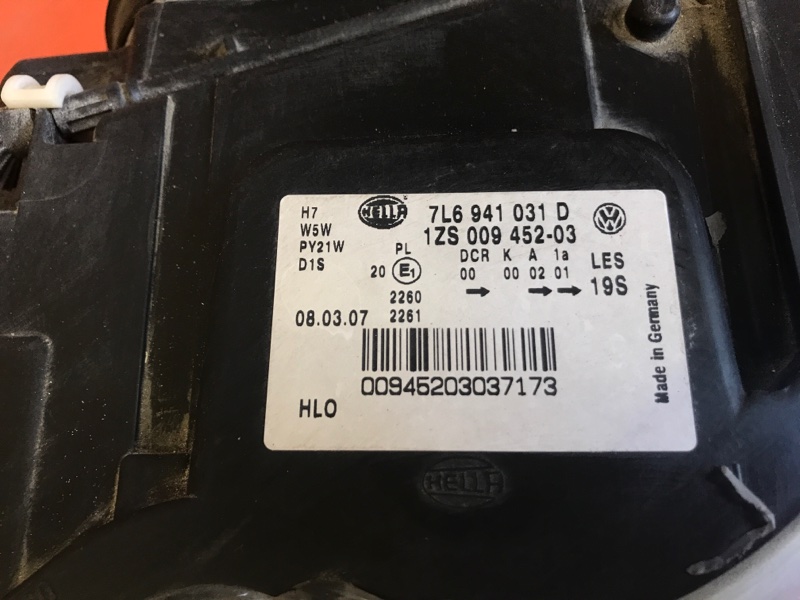 H7
W5W
PY21W
D1S
HELLA
7L6 941 031 D
1ZS 009 452-03
PL
20 E1
2260
2261
DCR K A 1a
00 00 02 01
→ → →
LES
19S
08.03.07
00945203037173
HLO
Made in Germany
HELLA